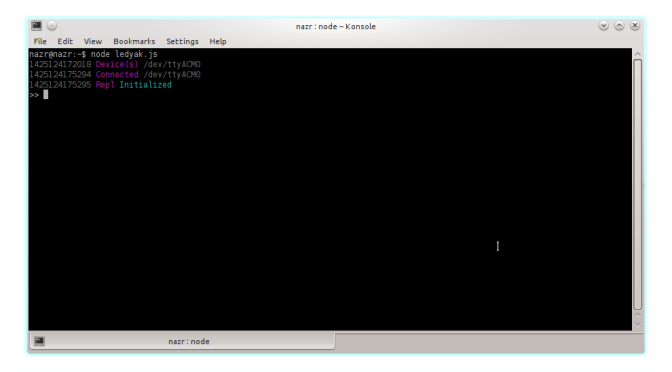 nazr : node – Konsole
File Edit View Bookmarks Settings Help
nazr@nazr:~$ node ledyak.js
1425124172018 Device(s) /dev/ttyACM0
1425124175294 Connected /dev/ttyACM0
1425124175295 Repl Initialized
>>
nazr : node